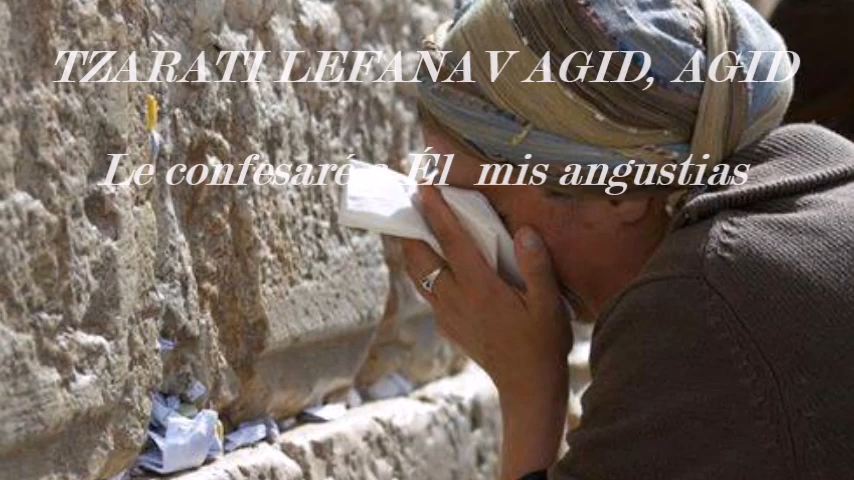 TZARATI LEFANAV AGID, AGID
Le confesaré a Él mis angustias